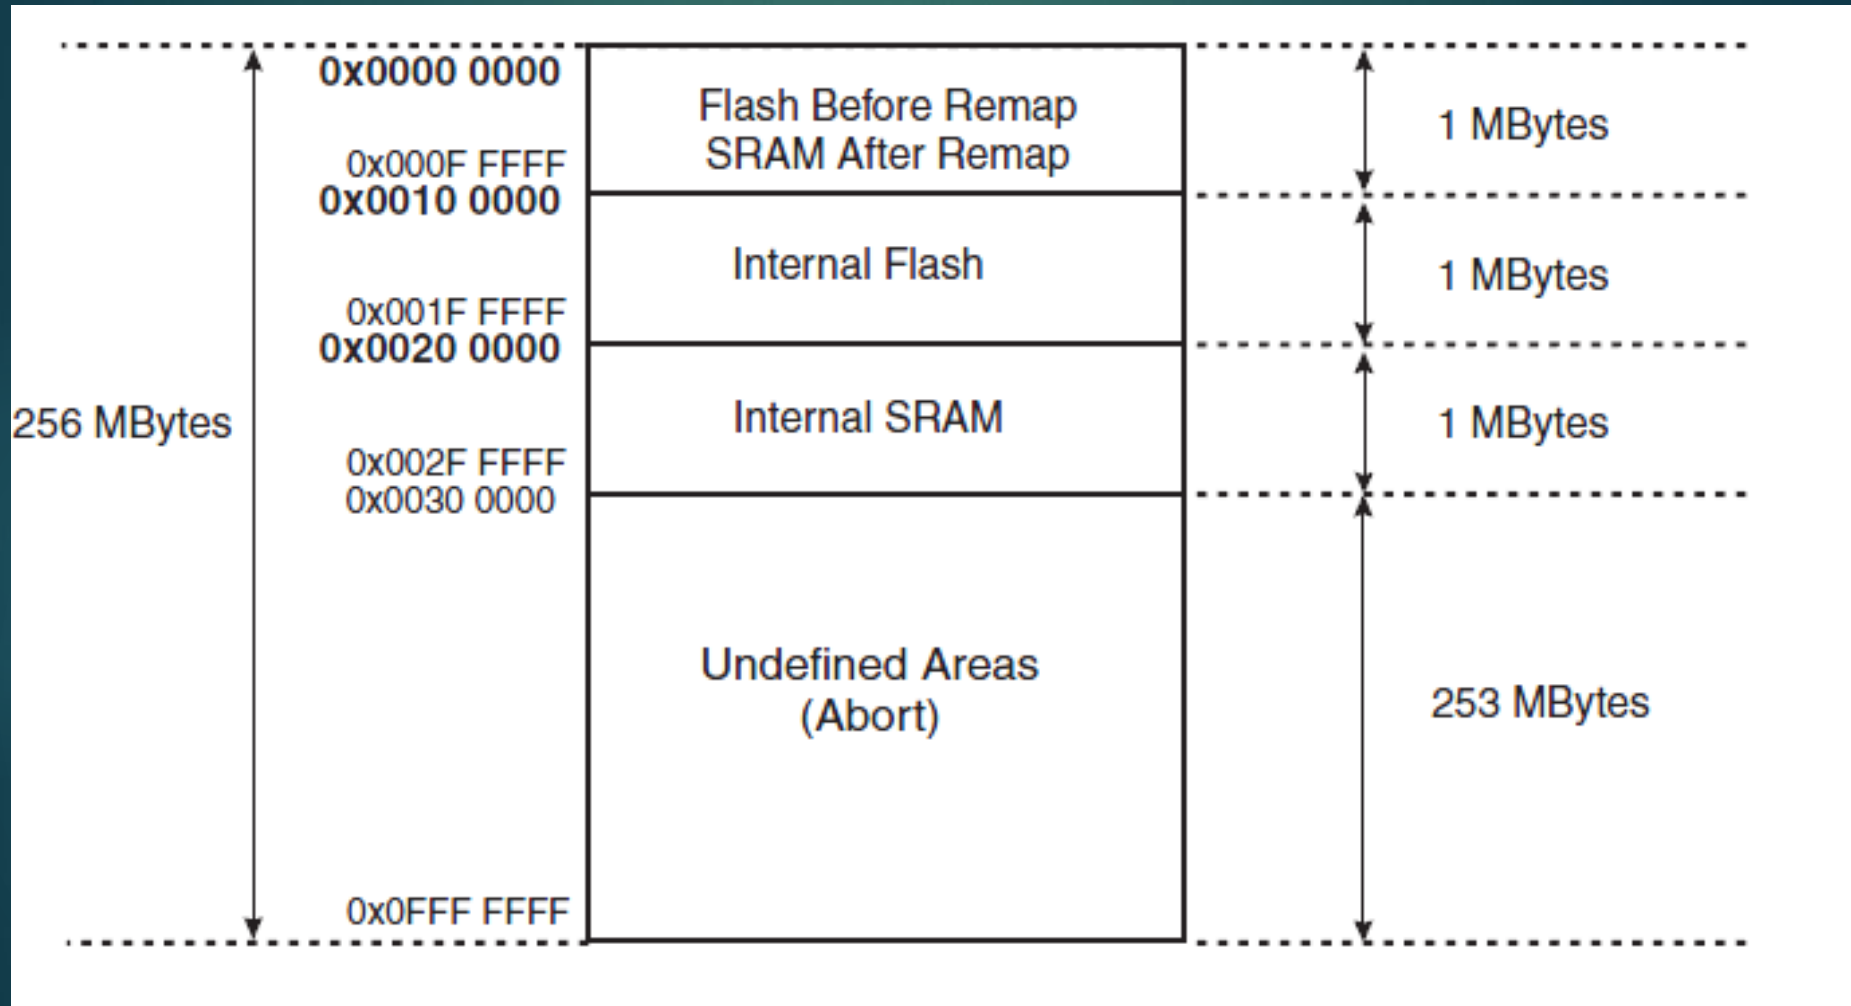 0x0000 0000
Flash Before Remap
SRAM After Remap
1 MBytes
0x000F FFFF
0x0010 0000
Internal Flash
1 MBytes
0x001F FFFF
0x0020 0000
256 MBytes
Internal SRAM
1 MBytes
0x002F FFFF
0x0030 0000
Undefined Areas
(Abort)
253 MBytes
0x0FFF FFFF